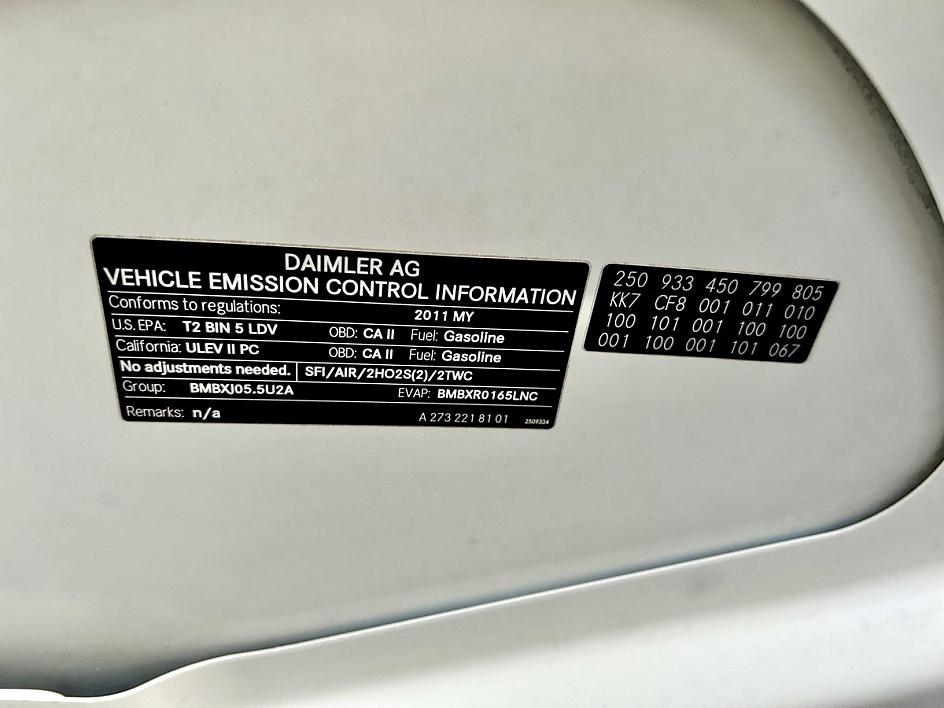 DAIMLER AG
VEHICLE EMISSION CONTROL INFORMATION
Conforms to regulations: 2011 MY
U.S. EPA: T2 BIN 5 LDV OBD: CA II Fuel: Gasoline
California: ULEV II PC OBD: CA II Fuel: Gasoline
No adjustments needed. SFI/AIR/2HO2S(2)/2TWC
Group: BMBXJ05.5U2A EVAP: BMBXR0165LNC
Remarks: n/a A 273 221 81 01 2509334
250 933 450 799 805
KK7 CF8 001 011 010
100 101 001 100 100
001 100 001 101 067